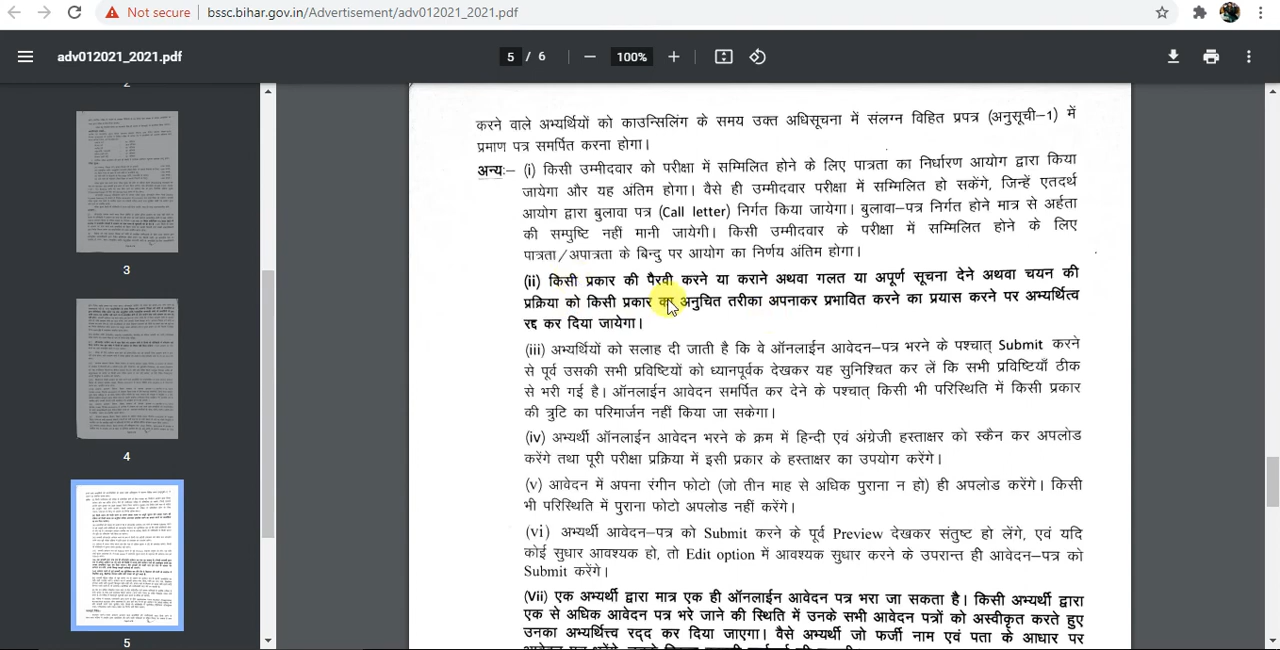 Not secure bssc.bihar.gov.in/Advertisement/adv012021_2021.pdf
adv012021_2021.pdf 5 / 6 100%
2
3
4
5
करने वाले अभ्यर्थियों को काउन्सिलिंग के समय उक्त अधिसूचना में संलग्न विहित प्रपत्र (अनुसूची–1) में
प्रमाण पत्र समर्पित करना होगा।
अन्यः– (i) किसी उम्मीदवार को परीक्षा में सम्मिलित होने के लिए पात्रता का निर्धारण आयोग द्वारा किया
जायेगा और यह अंतिम होगा। वैसे ही उम्मीदवार परीक्षा में सम्मिलित हो सकेंगे, जिन्हें एतदर्थ
आयोग द्वारा बुलावा पत्र (Call letter) निर्गत किया जायेगा। बुलावा–पत्र निर्गत होने मात्र से अर्हता
की सम्पुष्टि नहीं मानी जायेगी। किसी उम्मीदवार के परीक्षा में सम्मिलित होने के लिए
पात्रता/अपात्रता के बिन्दु पर आयोग का निर्णय अंतिम होगा।
(ii) किसी प्रकार की पैरवी करने या कराने अथवा गलत या अपूर्ण सूचना देने अथवा चयन की
प्रक्रिया को किसी प्रकार का अनुचित तरीका अपनाकर प्रभावित करने का प्रयास करने पर अभ्यर्थित्व
रद्द कर दिया जायेगा।
(iii) अभ्यर्थियों को सलाह दी जाती है कि वे ऑनलाईन आवेदन–पत्र भरने के पश्चात् Submit करने
से पूर्व उसकी सभी प्रविष्टियों को ध्यानपूर्वक देखकर यह सुनिश्चित कर लें कि सभी प्रविष्टियाँ ठीक
से भरी गई हैं। ऑनलाईन आवेदन समर्पित कर देने के बाद उसमें किसी भी परिस्थिति में किसी प्रकार
की त्रुटि का परिमार्जन नहीं किया जा सकेगा।
(iv) अभ्यर्थी ऑनलाईन आवेदन भरने के क्रम में हिन्दी एवं अंग्रेजी हस्ताक्षर को स्कैन कर अपलोड
करेंगे तथा पूरी परीक्षा प्रक्रिया में इसी प्रकार के हस्ताक्षर का उपयोग करेंगे।
(v) आवेदन में अपना रंगीन फोटो (जो तीन माह से अधिक पुराना न हो) ही अपलोड करेंगे। किसी
भी परिस्थिति में पुराना फोटो अपलोड नहीं करेंगे।
(vi) अभ्यर्थी आवेदन पत्र को Submit करने से पूर्व Preview देखकर संतुष्ट हो लेंगे, एवं यदि
कोई सुधार आवश्यक हो, तो Edit option में आवश्यक सुधार करने के उपरान्त ही आवेदन–पत्र को
Submit करेंगे।
(vii) एक अभ्यर्थी द्वारा मात्र एक ही ऑनलाईन आवेदन पत्र भरा जा सकता है। किसी अभ्यर्थी द्वारा
एक से अधिक आवेदन पत्र भरे जाने की स्थिति में उनके सभी आवेदन पत्रों को अस्वीकृत करते हुए
उनका अभ्यर्थित्व रद्द कर दिया जाएगा। वैसे अभ्यर्थी जो फर्जी नाम एवं पता के आधार पर